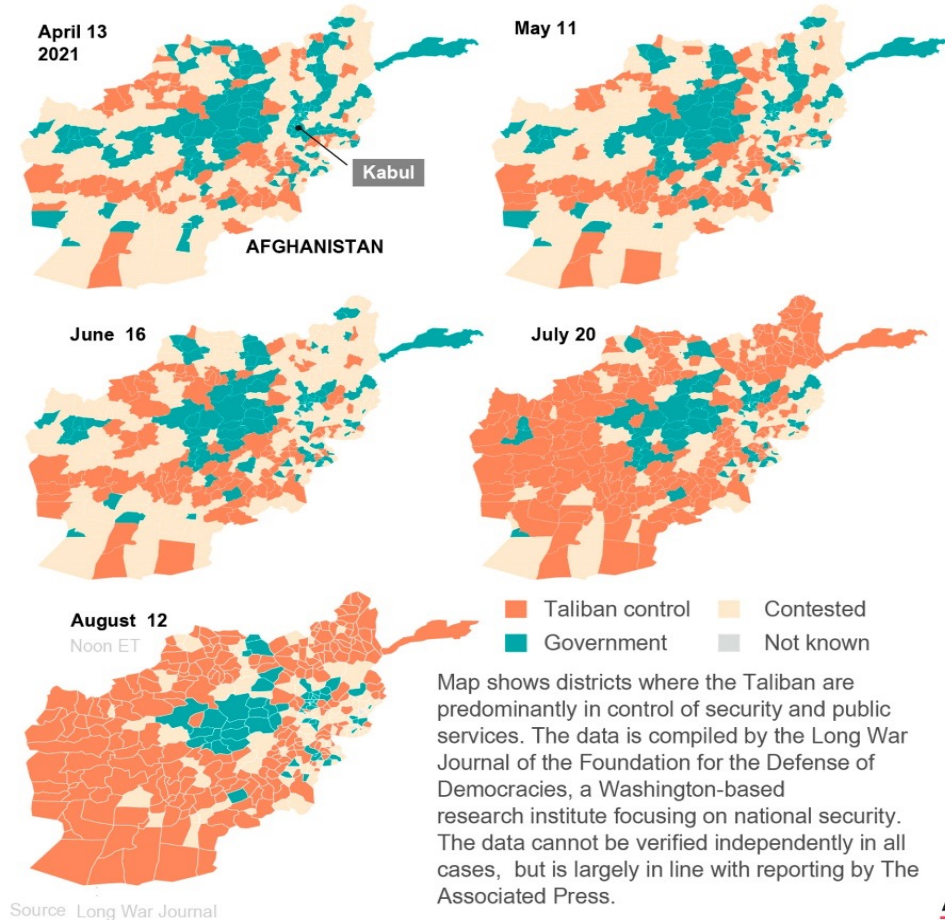 April 13
2021
May 11
Kabul
AFGHANISTAN
June 16
July 20
August 12
Noon ET
Taliban control
Contested
Government
Not known
Map shows districts where the Taliban are
predominantly in control of security and public
services. The data is compiled by the Long War
Journal of the Foundation for the Defense of
Democracies, a Washington-based
research institute focusing on national security.
The data cannot be verified independently in all
cases, but is largely in line with reporting by The
Associated Press.
Source Long War Journal